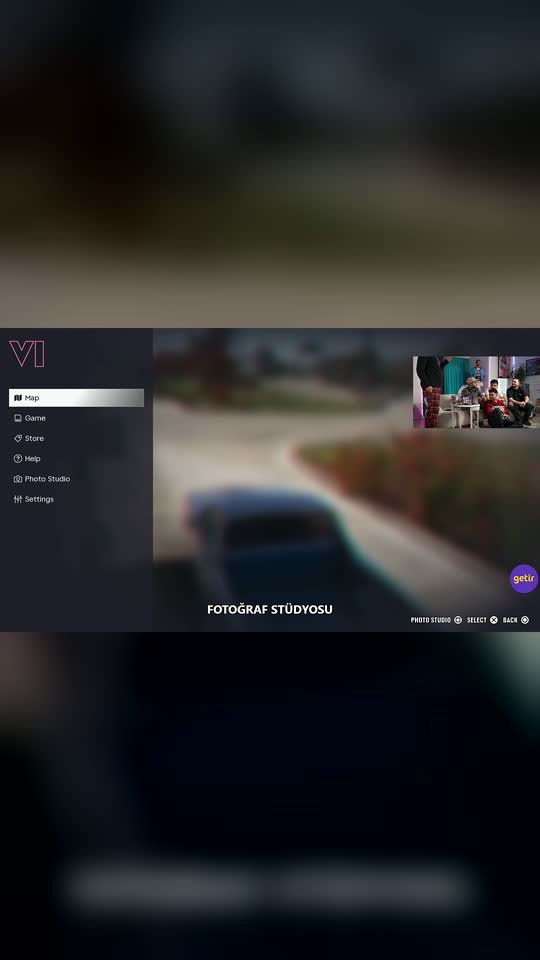 VI
Map
Game
Store
Help
Photo Studio
Settings
getir
FOTOĞRAF STÜDYOSU
PHOTO STUDIO SELECT BACK